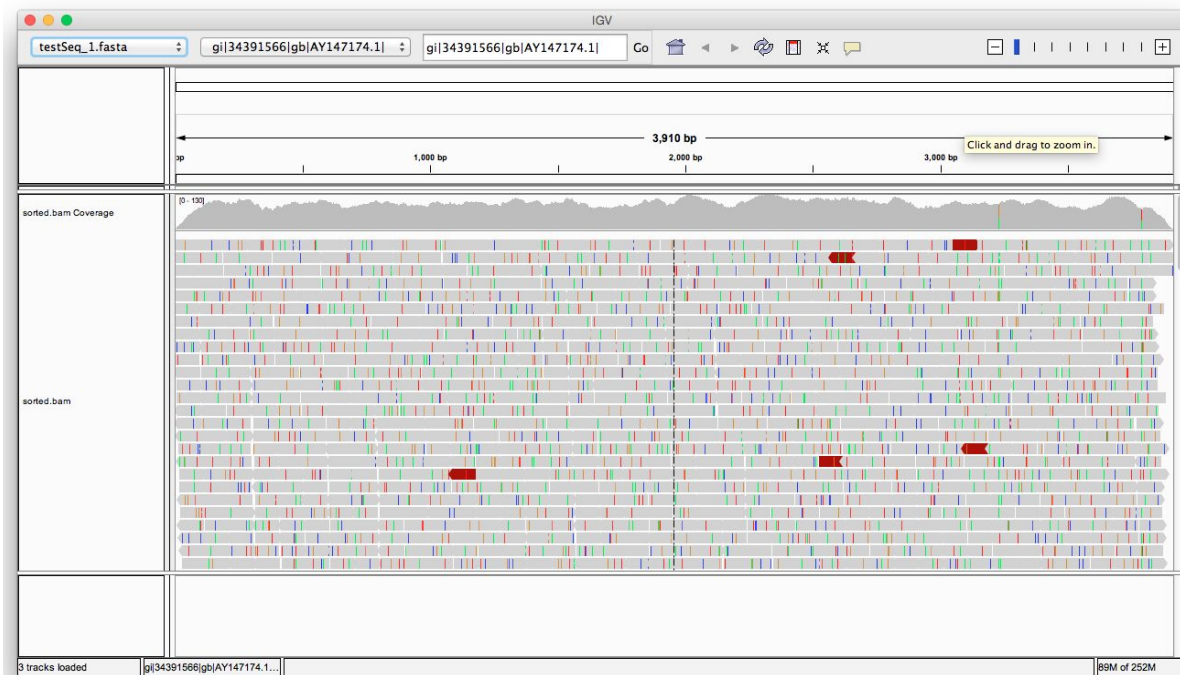 IGV
testSeq_1.fasta gi|34391566|gb|AY147174.1| gi|34391566|gb|AY147174.1| Go
3,910 bp
Click and drag to zoom in.
bp 1,000 bp 2,000 bp 3,000 bp
sorted.bam Coverage
[0 - 130]
sorted.bam
3 tracks loaded gi|34391566|gb|AY147174.1... 89M of 252M